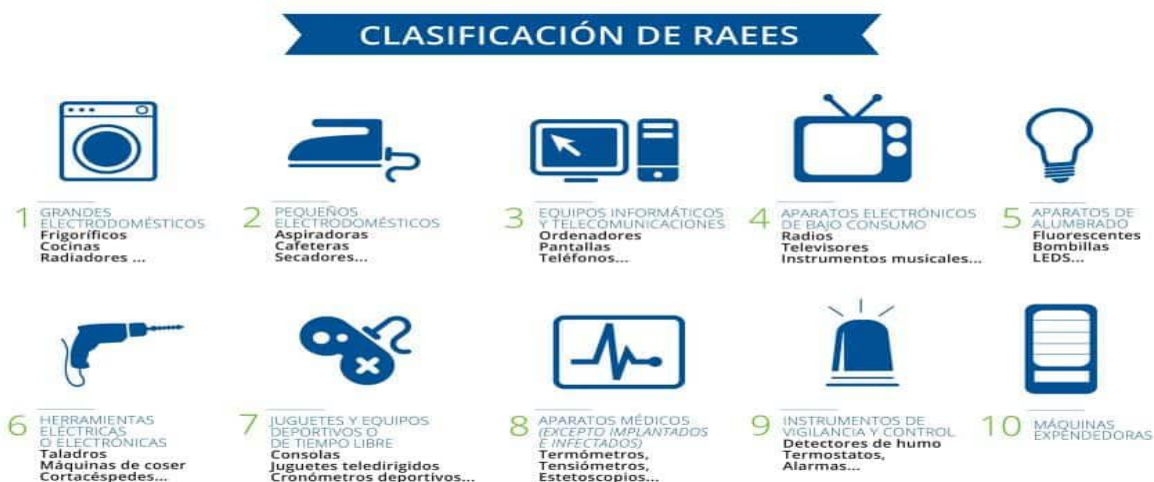 CLASIFICACIÓN DE RAEES
1 GRANDES
ELECTRODOMÉSTICOS
Frigoríficos
Cocinas
Radiadores ...
2 PEQUEÑOS
ELECTRODOMÉSTICOS
Aspiradoras
Cafeteras
Secadores...
3 EQUIPOS INFORMÁTICOS
Y TELECOMUNICACIONES
Ordenadores
Pantallas
Teléfonos...
4 APARATOS ELECTRÓNICOS
DE BAJO CONSUMO
Radios
Televisores
Instrumentos musicales...
5 APARATOS DE
ALUMBRADO
Fluorescentes
Bombillas
LEDS...
6 HERRAMIENTAS
ELÉCTRICAS
O ELECTRÓNICAS
Taladros
Máquinas de coser
Cortacéspedes...
7 JUGUETES Y EQUIPOS
DEPORTIVOS O
DE TIEMPO LIBRE
Consolas
Juguetes teledirigidos
Cronómetros deportivos...
8 APARATOS MÉDICOS
(EXCEPTO IMPLANTADOS
E INFECTADOS)
Termómetros,
Tensiómetros,
Estetoscopios...
9 INSTRUMENTOS DE
VIGILANCIA Y CONTROL
Detectores de humo
Termostatos,
Alarmas...
10 MÁQUINAS
EXPENDEDORAS